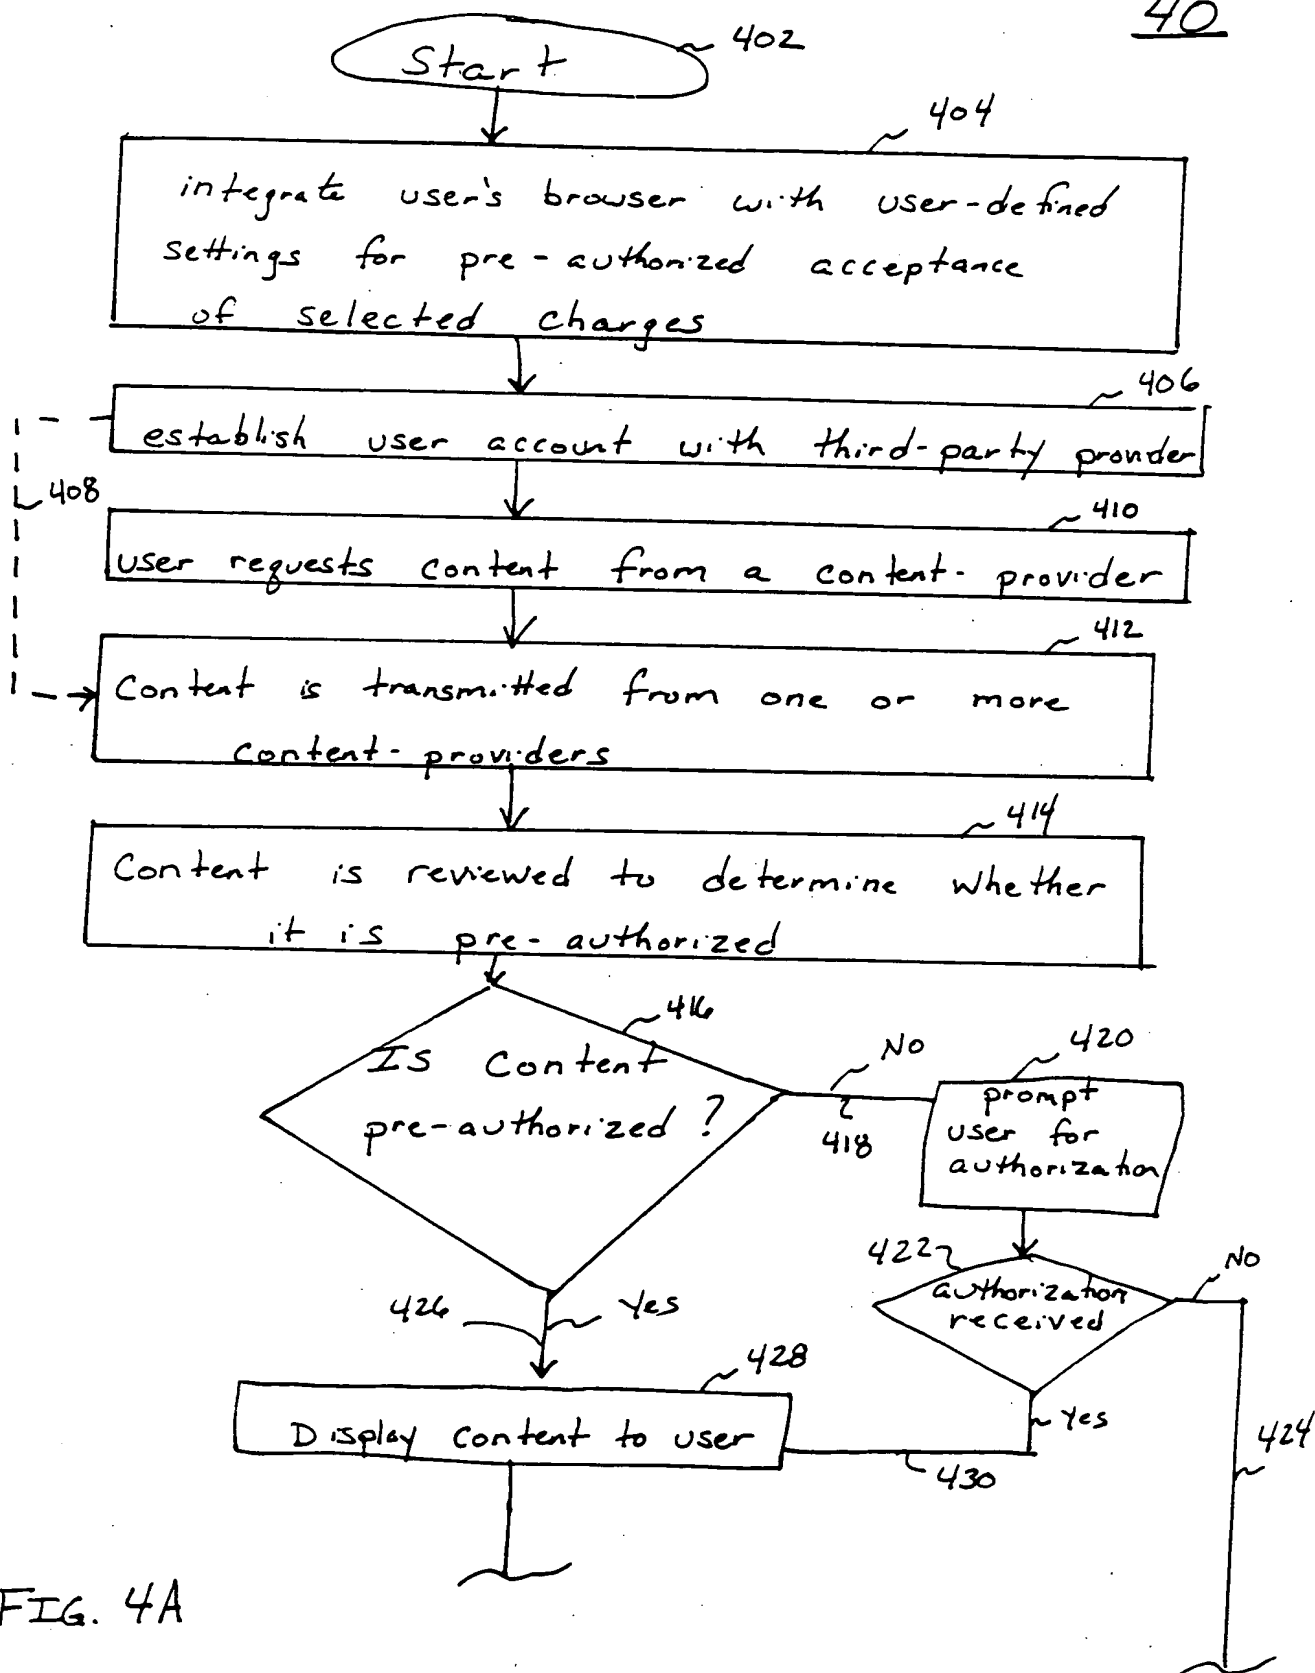 40
Start
402
404
integrate user's browser with user-defined
settings for pre-authorized acceptance
of selected charges
406
establish user account with third-party provider
408
410
user requests content from a content-provider
412
Content is transmitted from one or more
content-providers
414
Content is reviewed to determine whether
it is pre-authorized
416
Is Content
pre-authorized?
NO
418
420
prompt
user for
authorization
422
authorization
received
NO
424
426
Yes
428
Display content to user
Yes
430
FIG. 4A